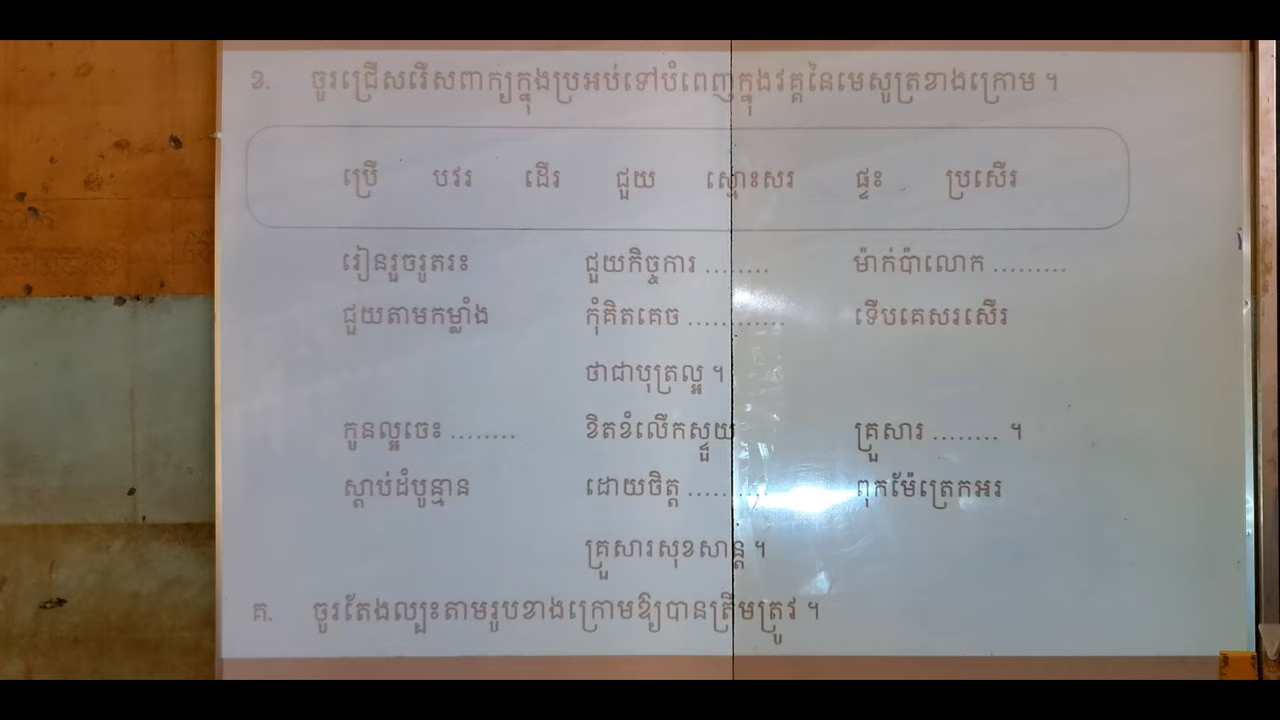 ខ. ចូរជ្រើសរើសពាក្យក្នុងប្រអប់ទៅបំពេញក្នុងវគ្គនៃមេសូត្រខាងក្រោម ។
ប្រើ បវរ ដើរ ជួយ ស្មោះសរ ផ្ទះ ប្រសើរ
រៀនរួចរូតរះ ជួយកិច្ចការ ........ ម៉ាក់ប៉ាលោក .........
ជួយតាមកម្លាំង កុំគិតគេច ............ ទើបគេសរសើរ
ថាជាបុត្រល្អ ។
កូនល្អចេះ ........ ខិតខំលើកស្ទួយ គ្រួសារ ........ ។
ស្ដាប់ដំបូន្មាន ដោយចិត្ត .......... ពុកម៉ែត្រេកអរ
គ្រួសារសុខសាន្ត ។
គ. ចូរតែងល្បះតាមរូបខាងក្រោមឱ្យបានត្រឹមត្រូវ ។